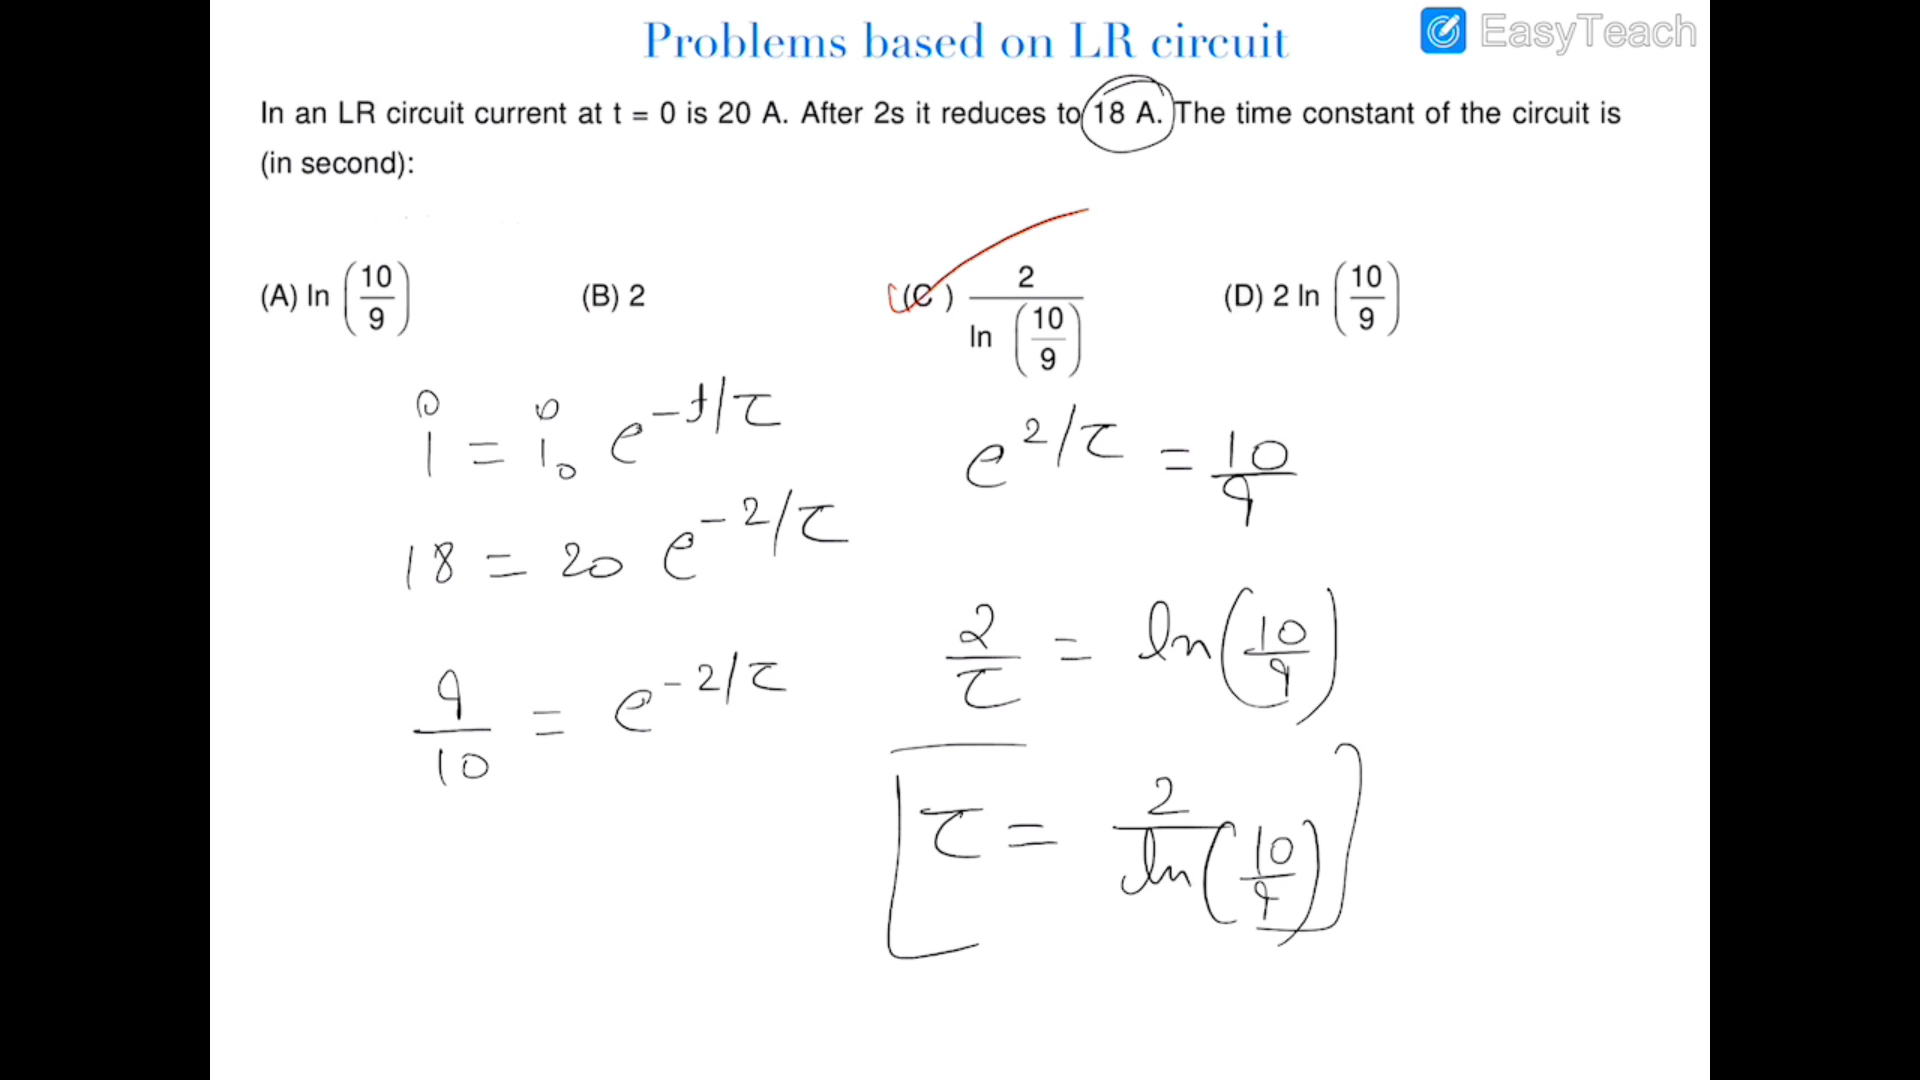 Problems based on LR circuit
EasyTeach
In an LR circuit current at t = 0 is 20 A. After 2s it reduces to 18 A. The time constant of the circuit is
(in second):
(A) ln (10/9) (B) 2 (C) 2/ln (10/9) (D) 2 ln (10/9)
i = i₀ e^(-t/τ)
18 = 20 e^(-2/τ)
9/10 = e^(-2/τ)
e^(2/τ) = 10/9
2/τ = ln(10/9)
τ = 2/ln(10/9)